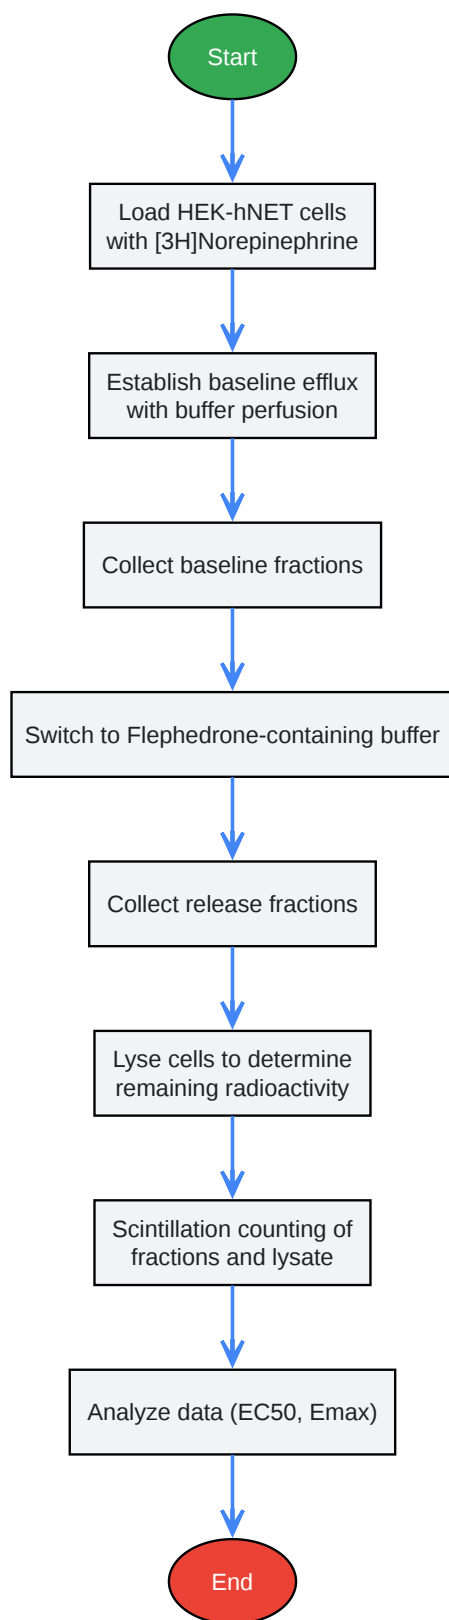 Start
Load HEK-hNET cells
with [3H]Norepinephrine
Establish baseline efflux
with buffer perfusion
Collect baseline fractions
Switch to Flephedrone-containing buffer
Collect release fractions
Lyse cells to determine
remaining radioactivity
Scintillation counting of
fractions and lysate
Analyze data (EC50, Emax)
End